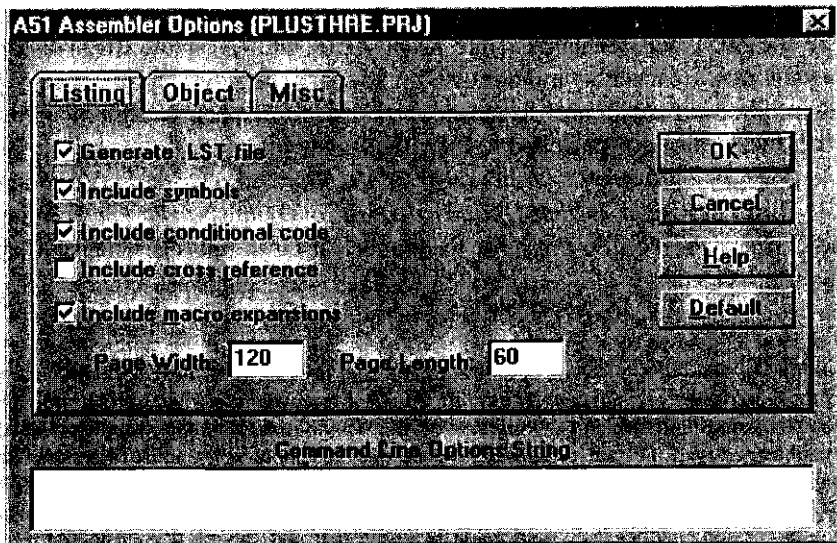 A51 Assembler Options (PLUSTHRE.PRJ)
Listing Object Misc
Generate .LST file
Include symbols
Include conditional code
Include cross reference
Include macro expansions
Page Width: 120 Page Length: 60
OK
Cancel
Help
Default
Command Line Options String